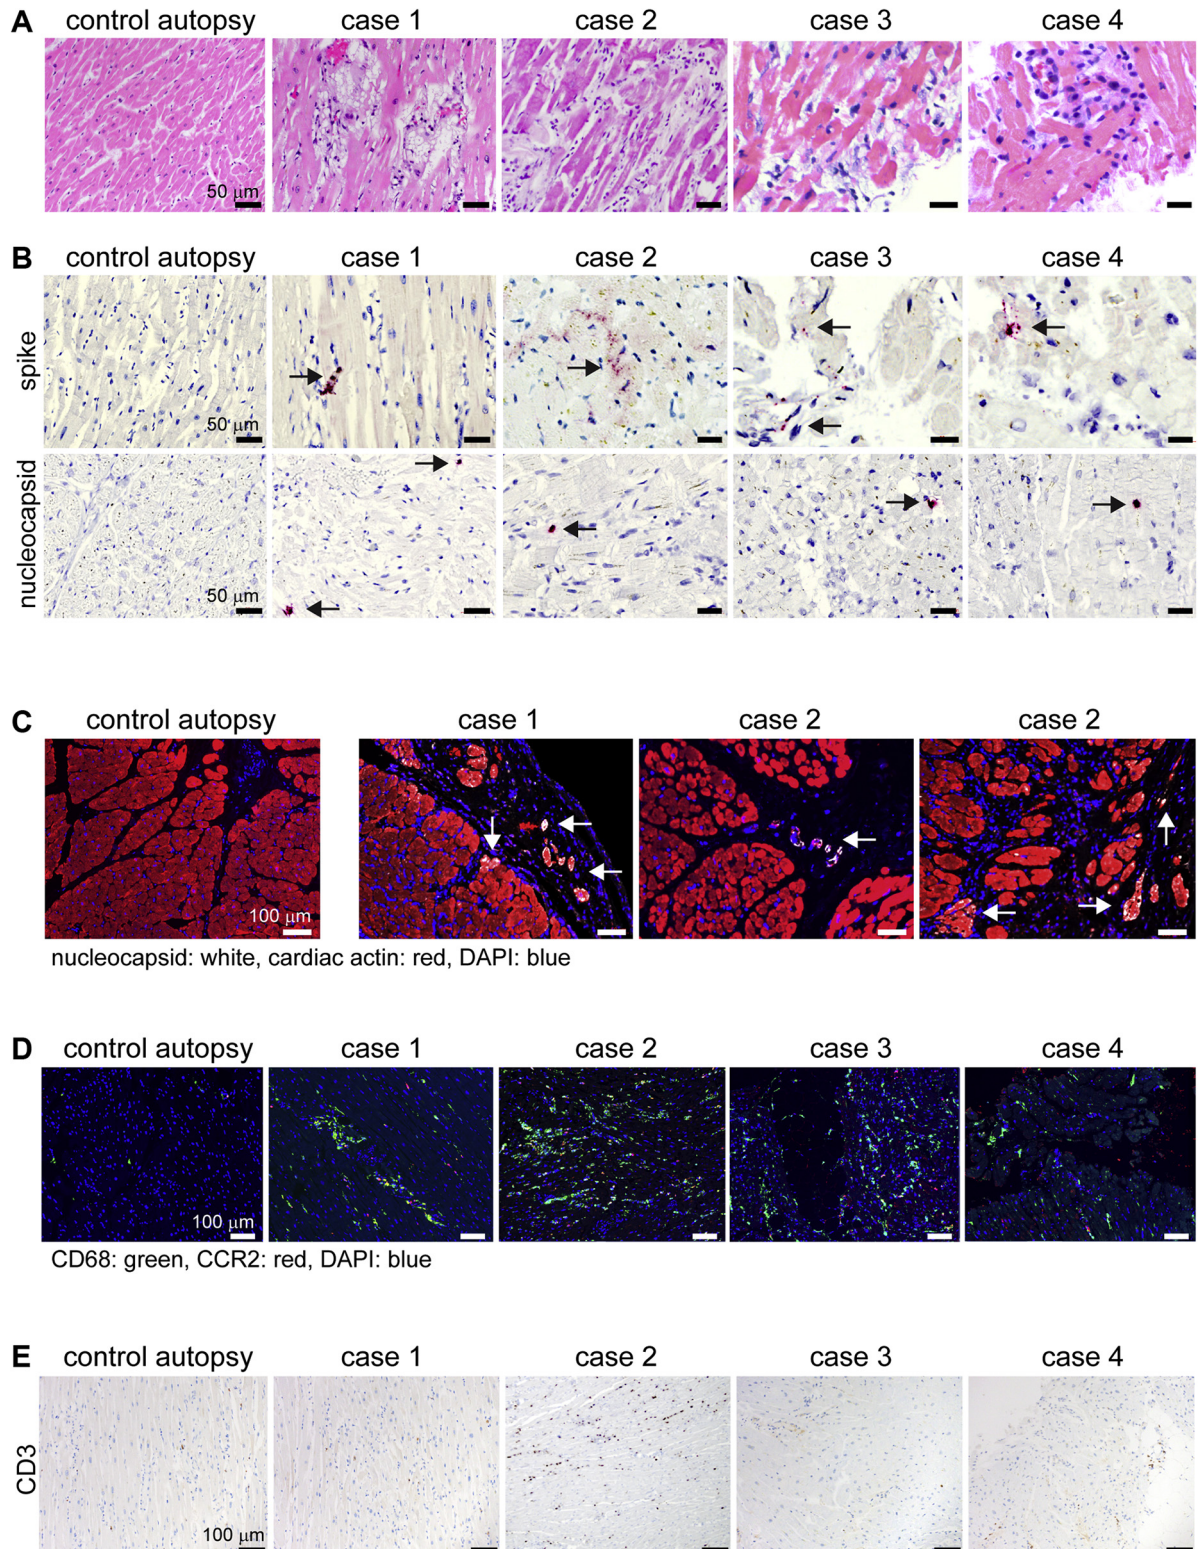 A control autopsy case 1 case 2 case 3 case 4
50 μm
B control autopsy case 1 case 2 case 3 case 4
spike
50 μm
nucleocapsid
50 μm
C control autopsy case 1 case 2 case 2
100 μm
nucleocapsid: white, cardiac actin: red, DAPI: blue
D control autopsy case 1 case 2 case 3 case 4
100 μm
CD68: green, CCR2: red, DAPI: blue
E control autopsy case 1 case 2 case 3 case 4
CD3
100 μm